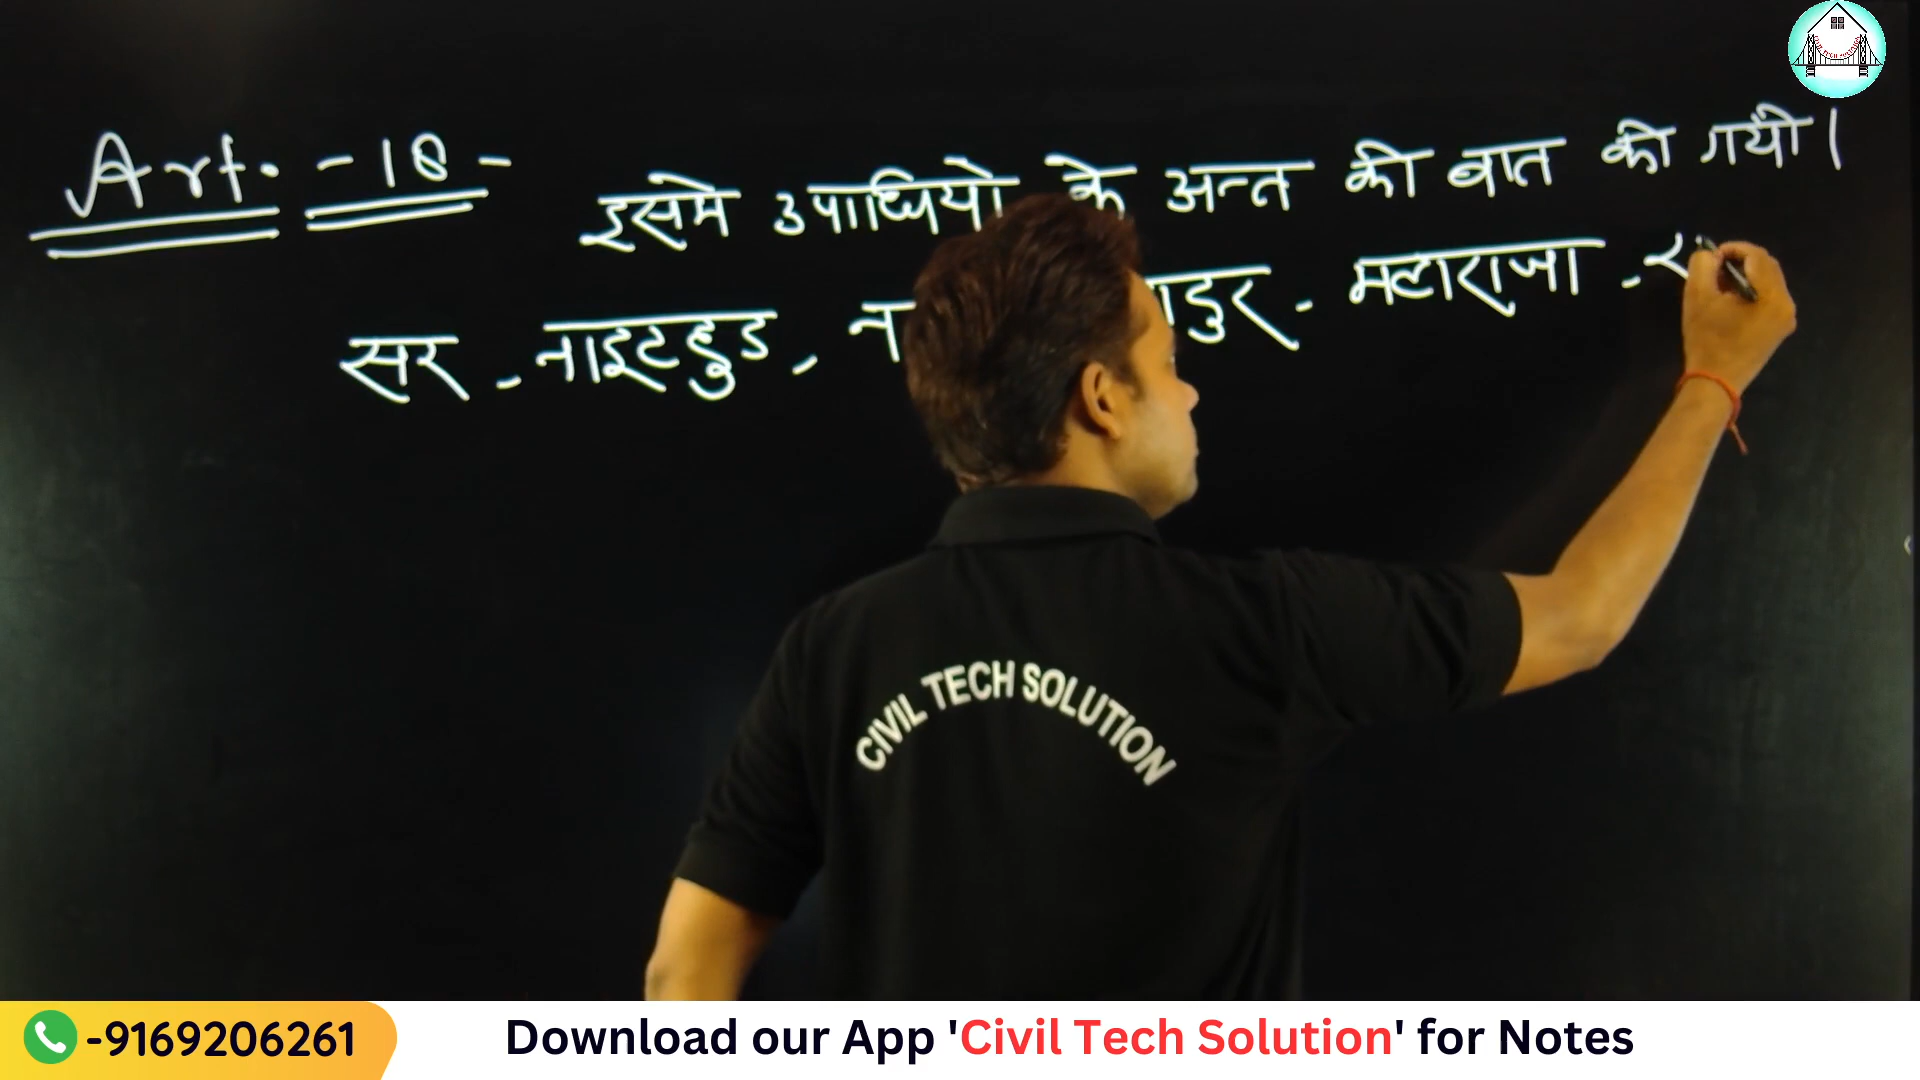 Art. - 18 - इसमे उपाधियो के अन्त की बात की गयी।
सर - नाइटहुड, महाराजा -
CIVIL TECH SOLUTION
-9169206261
Download our App 'Civil Tech Solution' for Notes